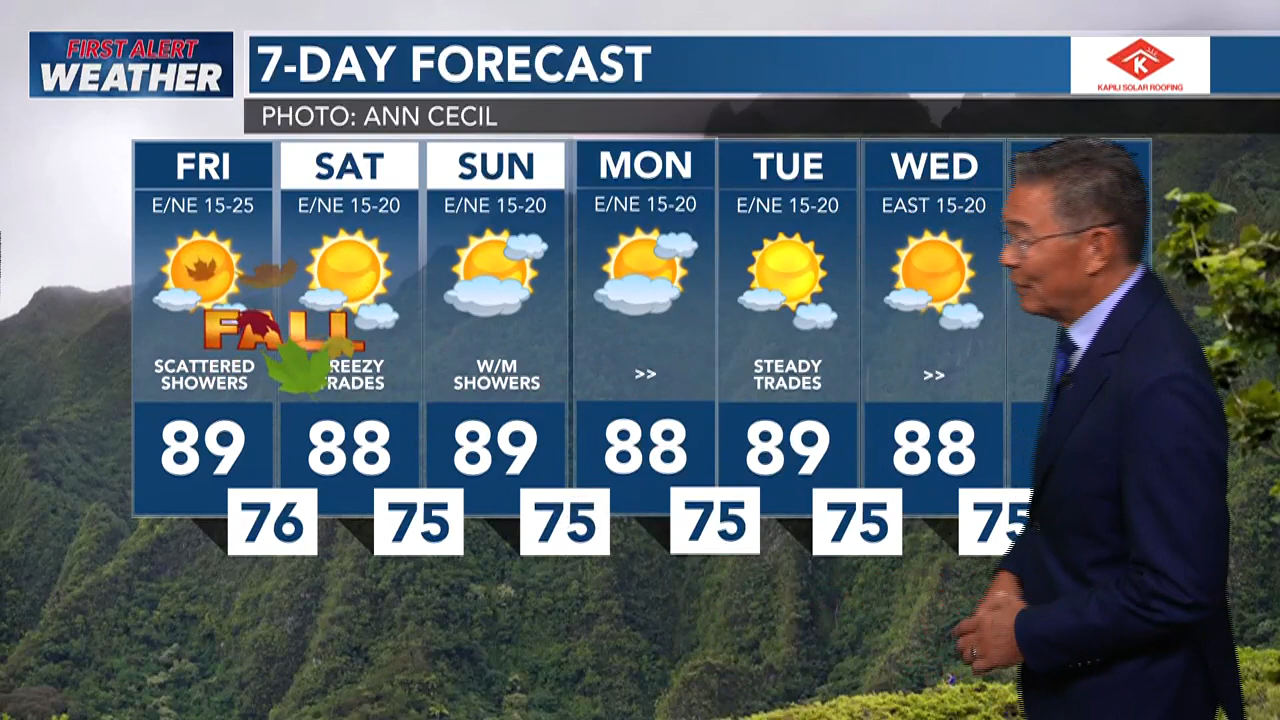 FIRST ALERT
WEATHER
7-DAY FORECAST
K
KAPILI SOLAR ROOFING
PHOTO: ANN CECIL
FRI SAT SUN MON TUE WED
E/NE 15-25 E/NE 15-20 E/NE 15-20 E/NE 15-20 E/NE 15-20 EAST 15-20
FALL
SCATTERED
SHOWERS
W/M
SHOWERS
>>
STEADY
TRADES
>>
89 88 89 88 89 88
76 75 75 75 75 75